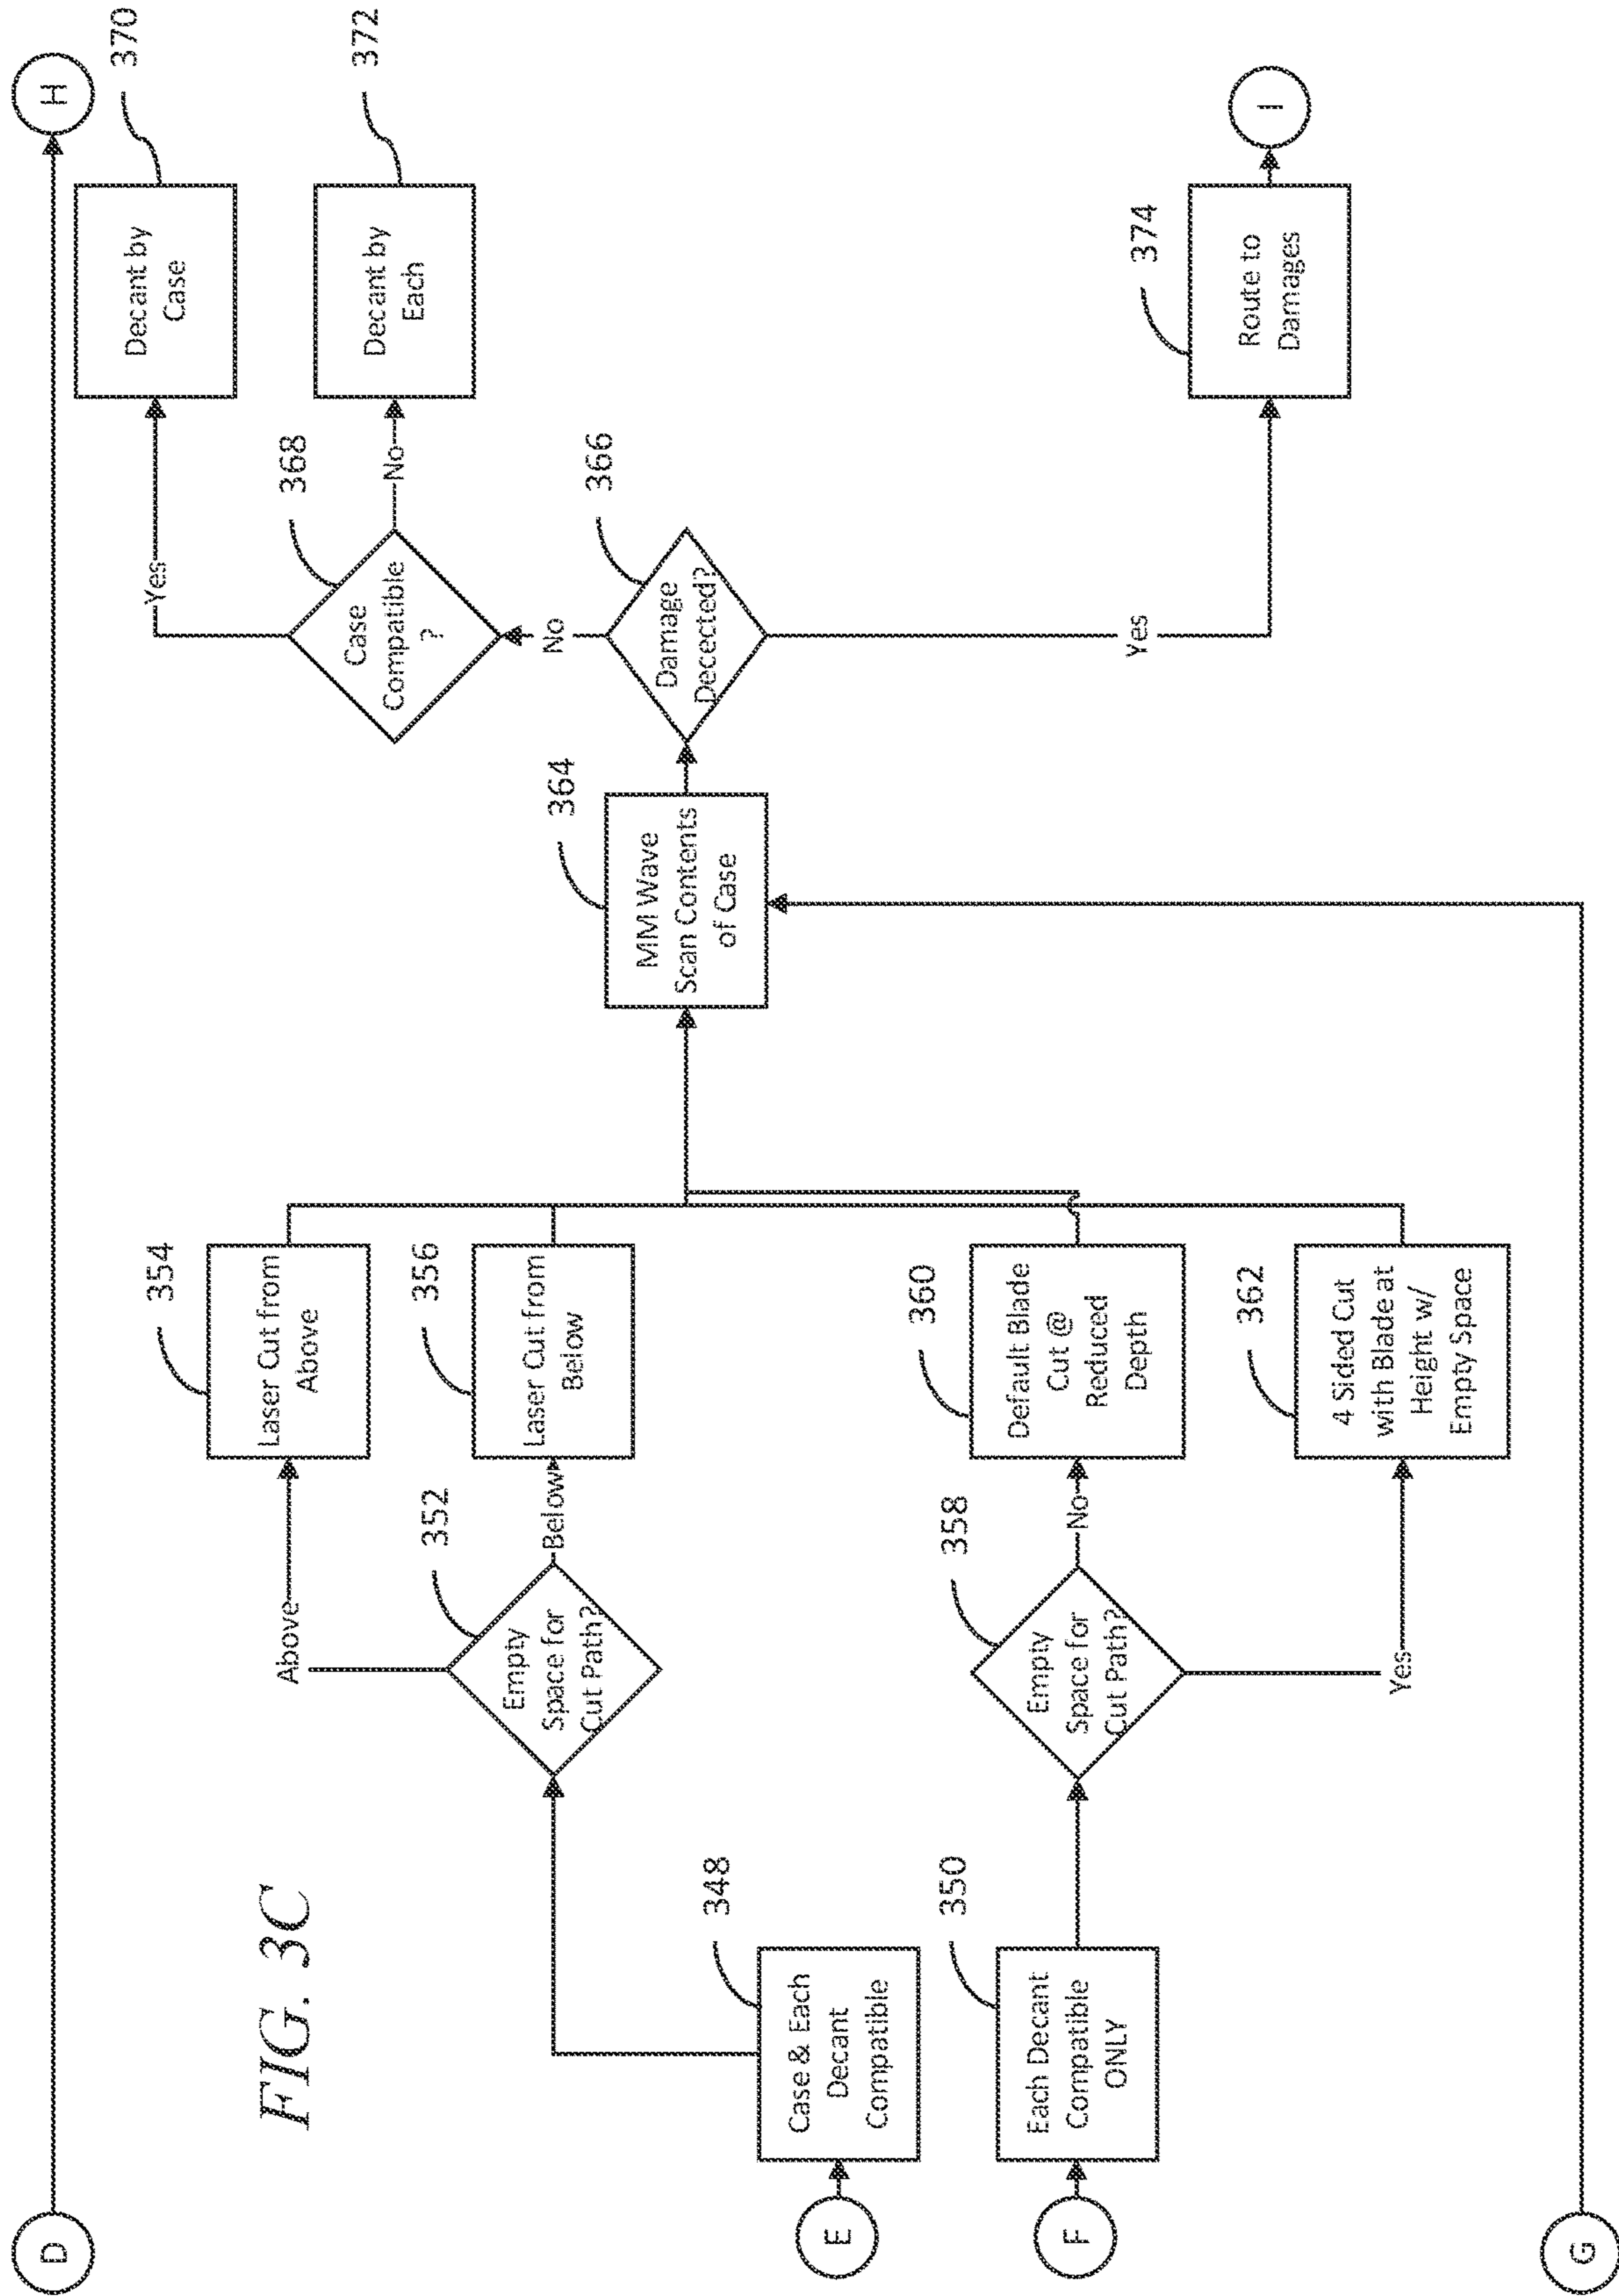 D
H
FIG. 3C
354
Laser Cut from
Above
370
Decant by
Case
Yes
368
Case
Compatible
?
No
372
Decant by
Each
Above
352
Empty
Space for
Cut Path?
Below
356
Laser Cut from
Below
364
MM Wave
Scan Contents
of Case
No
366
Damage
Decected?
Yes
E
348
Case & Each
Decant
Compatible
F
350
Each Decant
Compatible
ONLY
358
Empty
Space for
Cut Path?
No
360
Default Blade
Cut @
Reduced
Depth
Yes
362
4 Sided Cut
with Blade at
Height w/
Empty Space
374
Route to
Damages
I
G